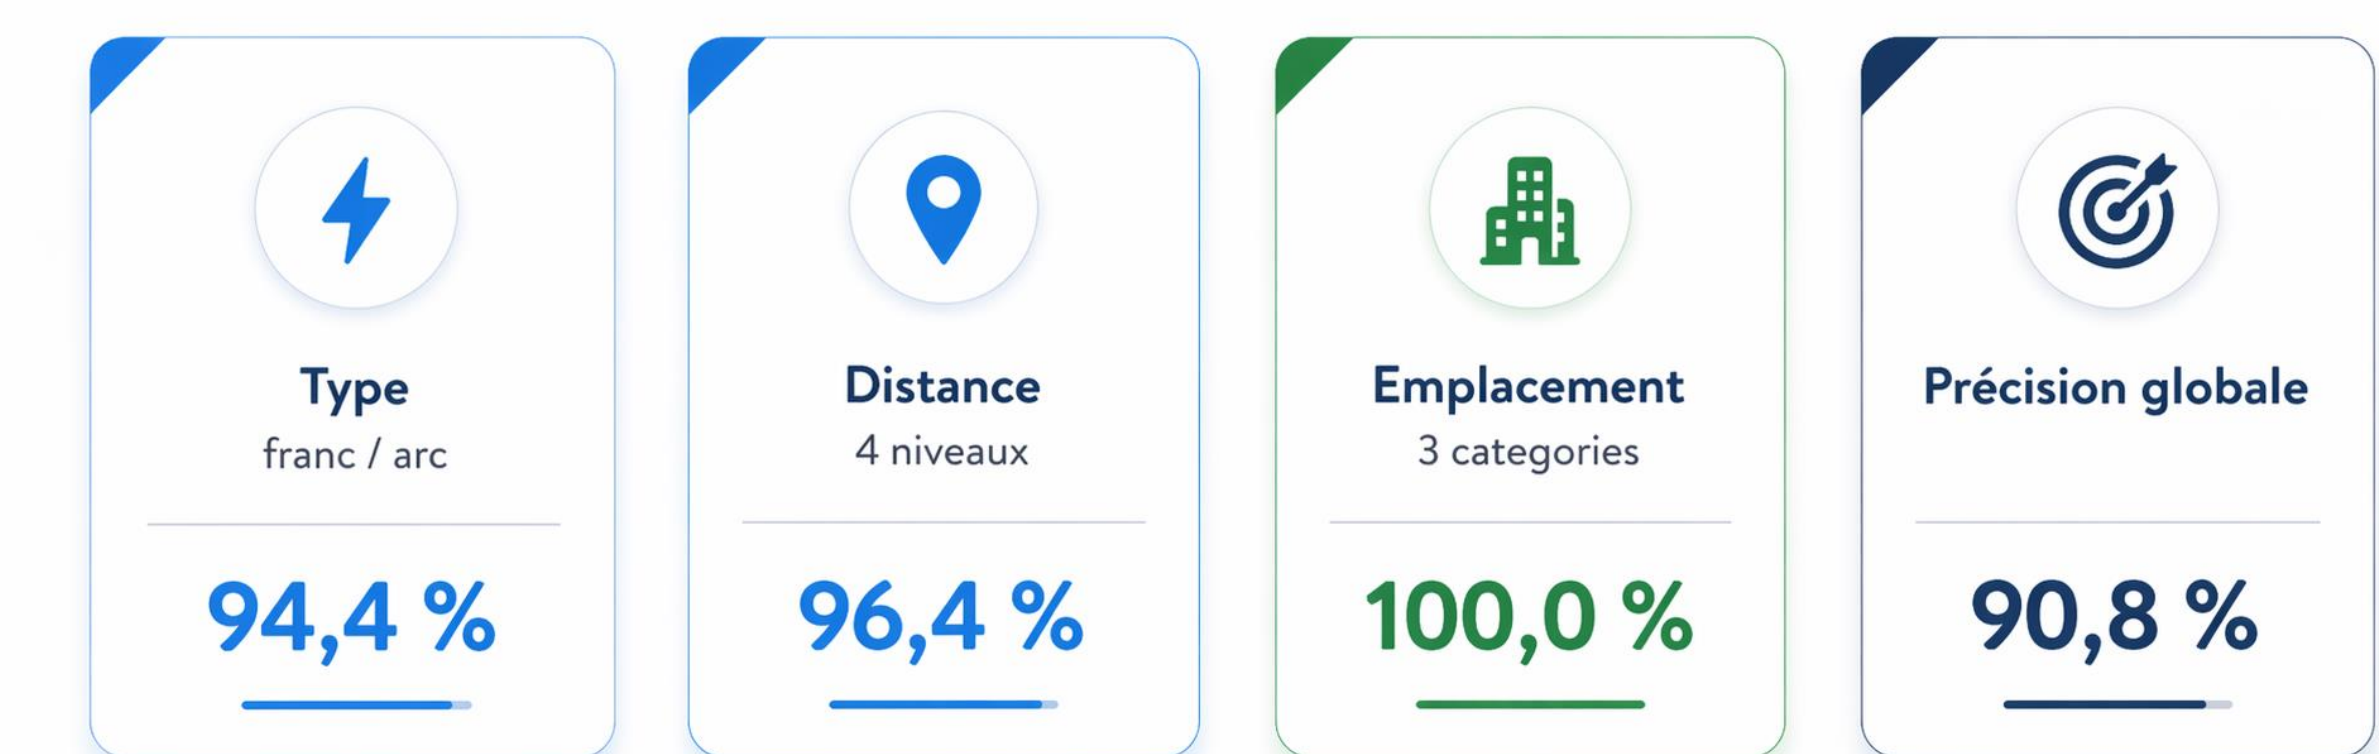 Type
franc / arc
94,4 %
Distance
4 niveaux
96,4 %
Emplacement
3 categories
100,0 %
Précision globale
90,8 %